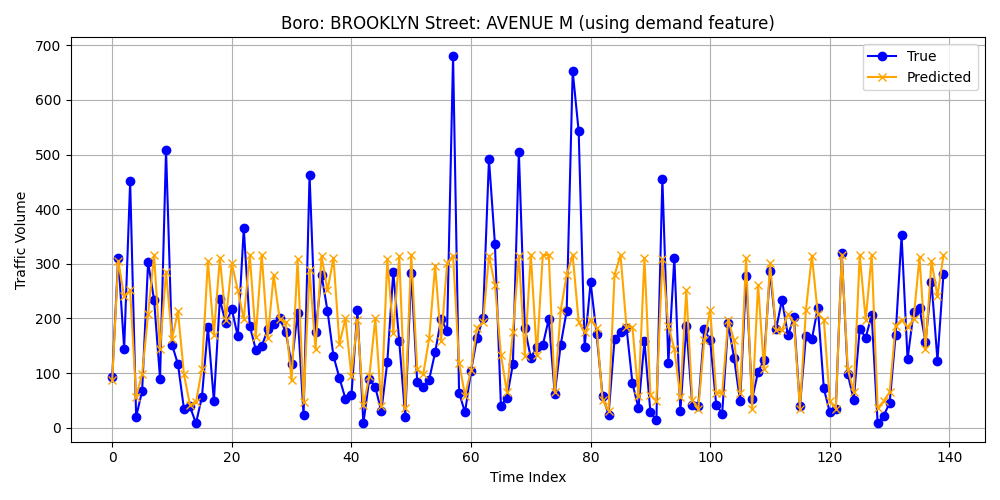 Boro: BROOKLYN Street: AVENUE M (using demand feature)
True
Predicted
Traffic Volume
700
600
500
400
300
200
100
0
0 20 40 60 80 100 120 140
Time Index